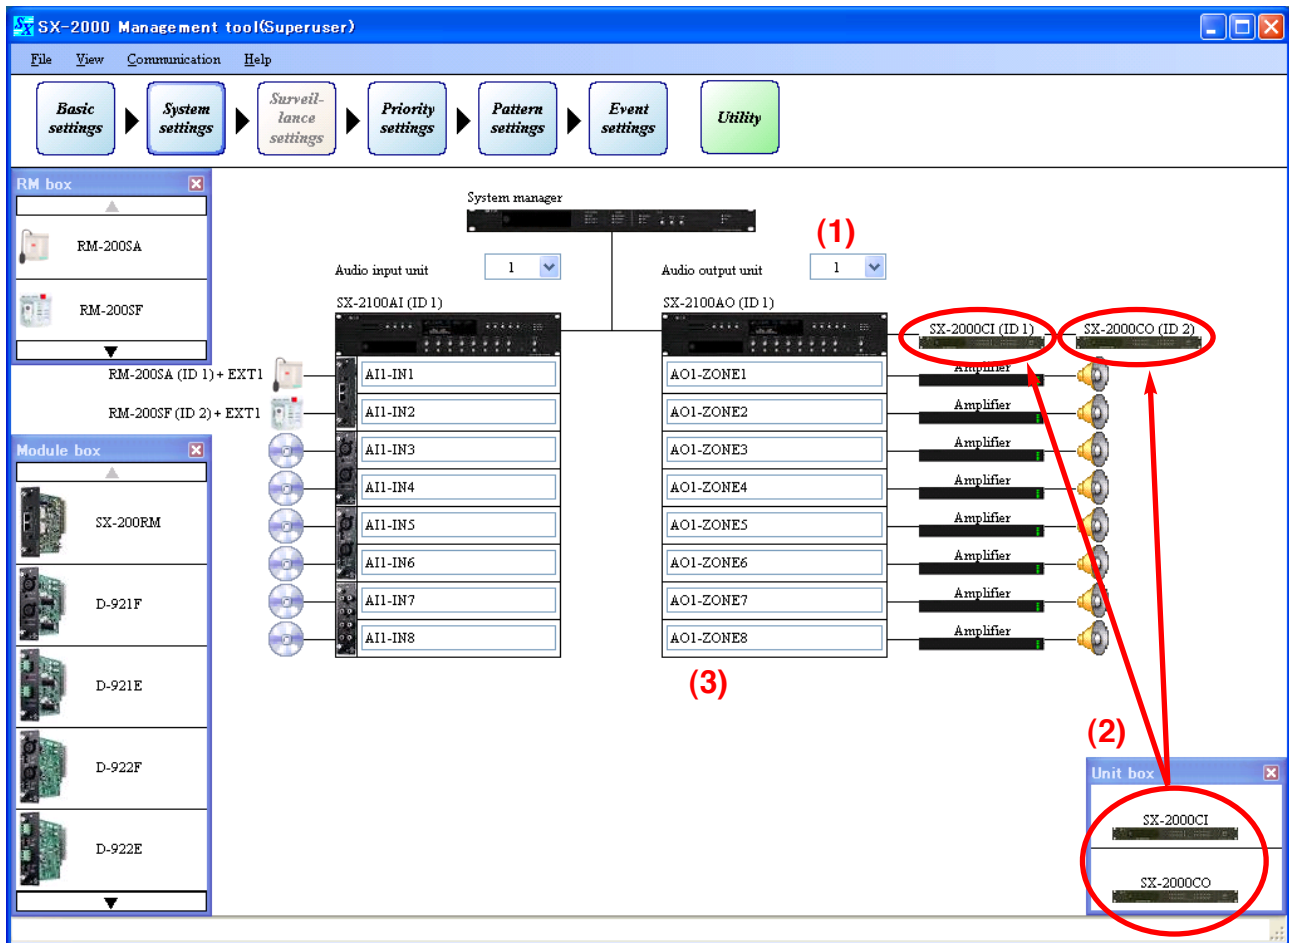 SX-2000 Management tool(Superuser)
File View Communication Help
Basic settings
System settings
Surveil-lance settings
Priority settings
Pattern settings
Event settings
Utility
RM box
RM-200SA
RM-200SF
System manager
(1)
Audio input unit 1
Audio output unit 1
SX-2100AI (ID 1)
SX-2100AO (ID 1)
SX-2000CI (ID 1)
SX-2000CO (ID 2)
RM-200SA (ID 1) + EXT1 AI1-IN1 AO1-ZONE1 Amplifier
RM-200SF (ID 2) + EXT1 AI1-IN2 AO1-ZONE2 Amplifier
AI1-IN3 AO1-ZONE3 Amplifier
AI1-IN4 AO1-ZONE4 Amplifier
AI1-IN5 AO1-ZONE5 Amplifier
AI1-IN6 AO1-ZONE6 Amplifier
AI1-IN7 AO1-ZONE7 Amplifier
AI1-IN8 AO1-ZONE8 Amplifier
Module box
SX-200RM
D-921F
D-921E
D-922F
D-922E
(3)
(2)
Unit box
SX-2000CI
SX-2000CO